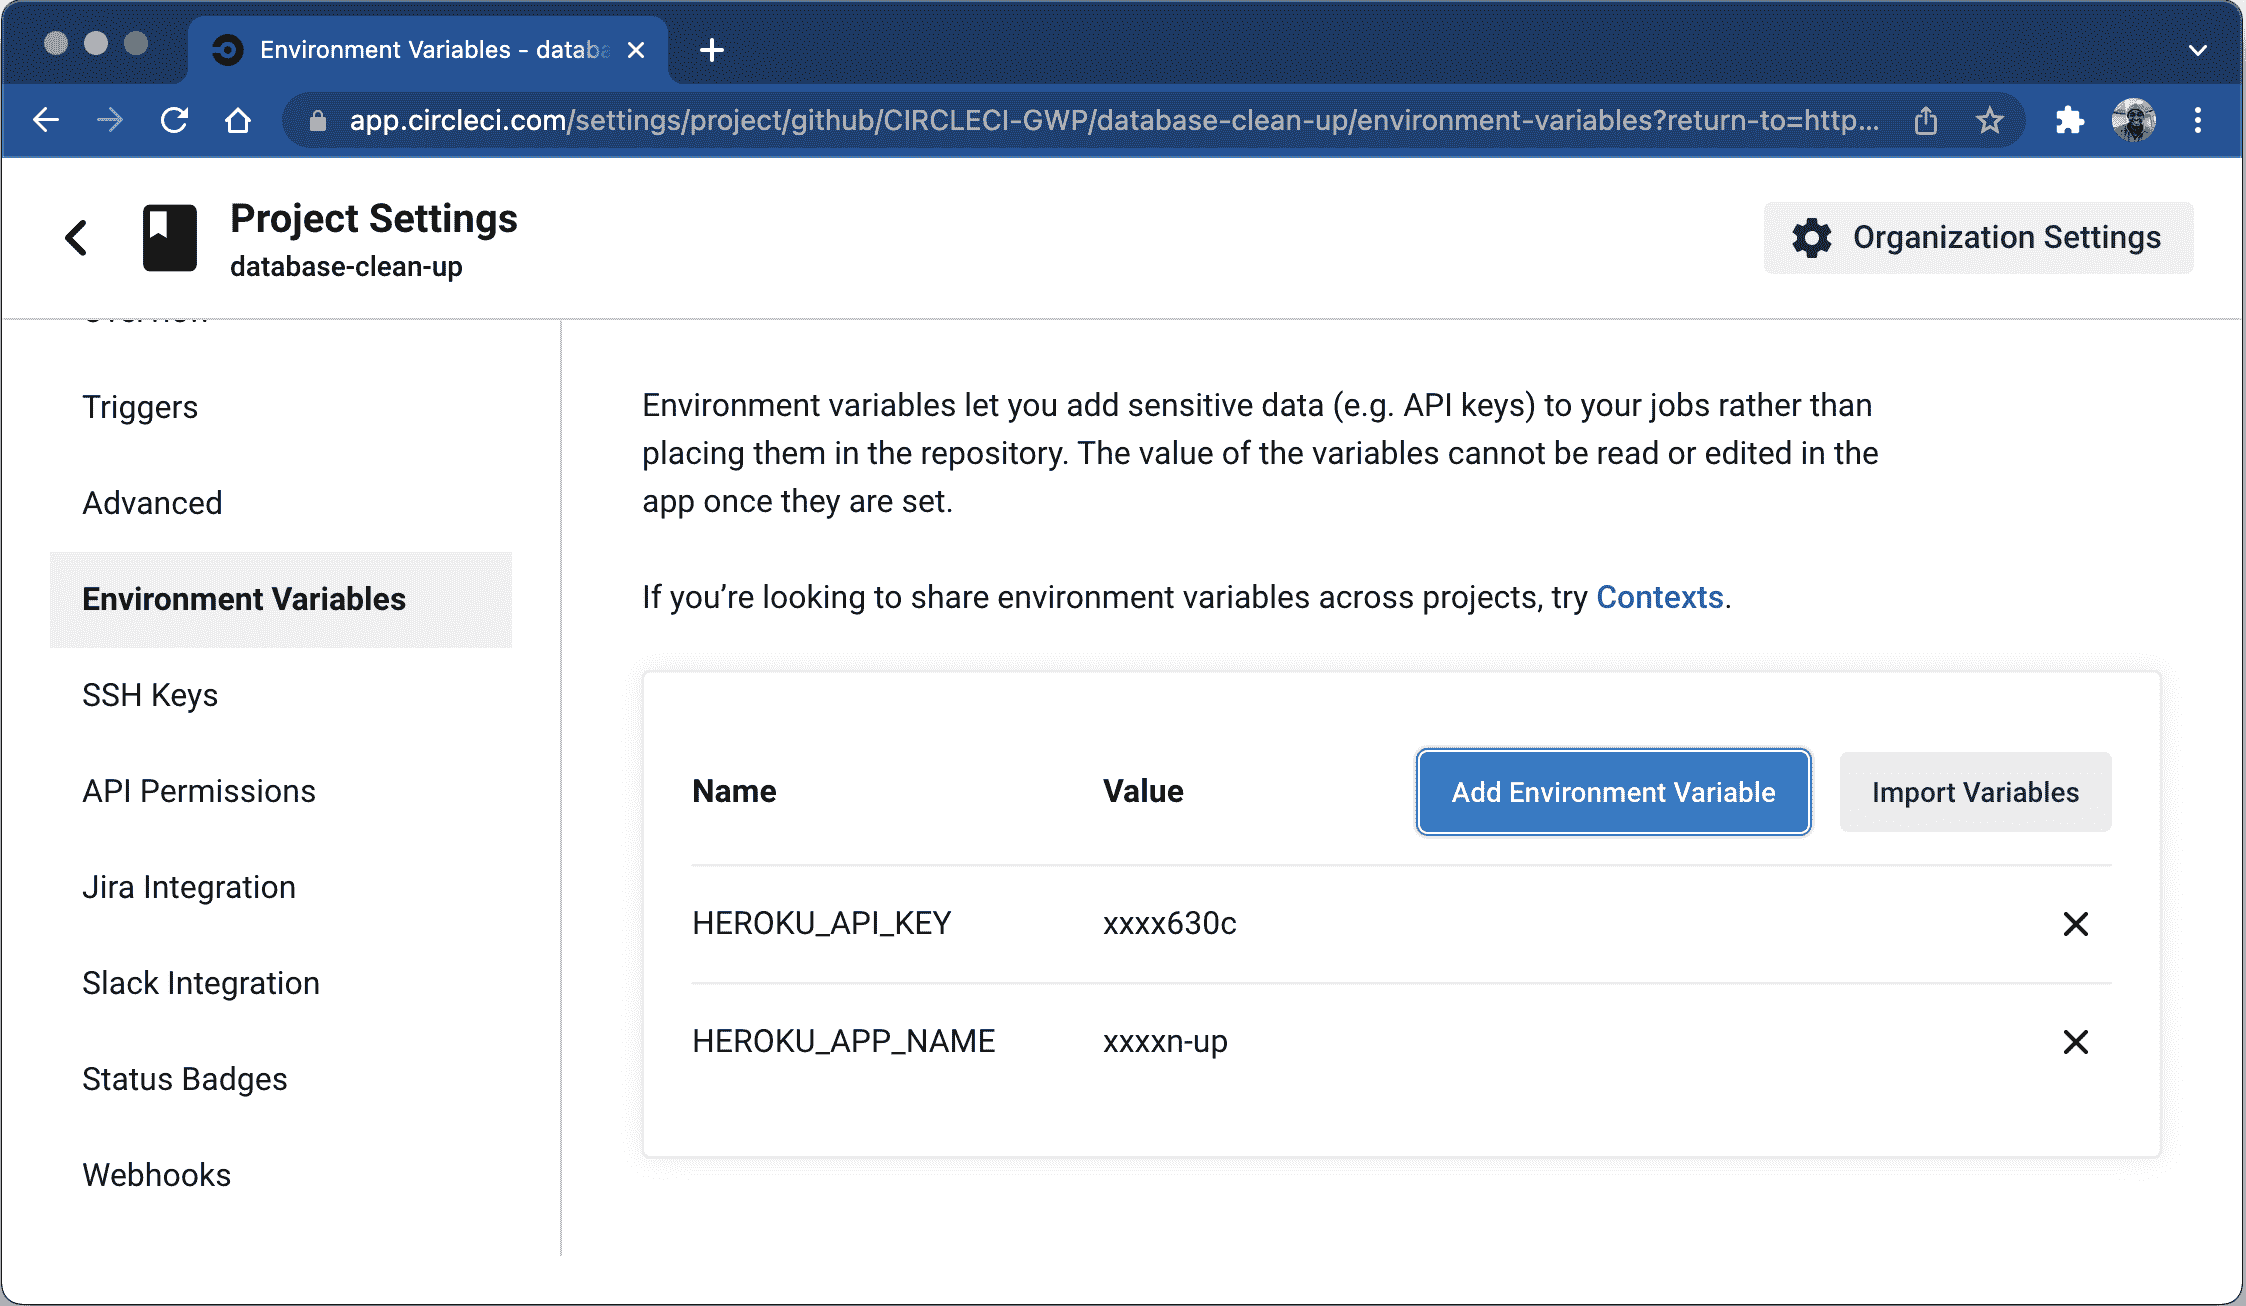 Environment Variables - databa
app.circleci.com/settings/project/github/CIRCLECI-GWP/database-clean-up/environment-variables?return-to=http...
Project Settings
database-clean-up
Organization Settings
Triggers
Advanced
Environment Variables
SSH Keys
API Permissions
Jira Integration
Slack Integration
Status Badges
Webhooks
Environment variables let you add sensitive data (e.g. API keys) to your jobs rather than
placing them in the repository. The value of the variables cannot be read or edited in the
app once they are set.
If you’re looking to share environment variables across projects, try Contexts.
Name Value Add Environment Variable Import Variables
HEROKU_API_KEY xxxx630c
HEROKU_APP_NAME xxxxn-up